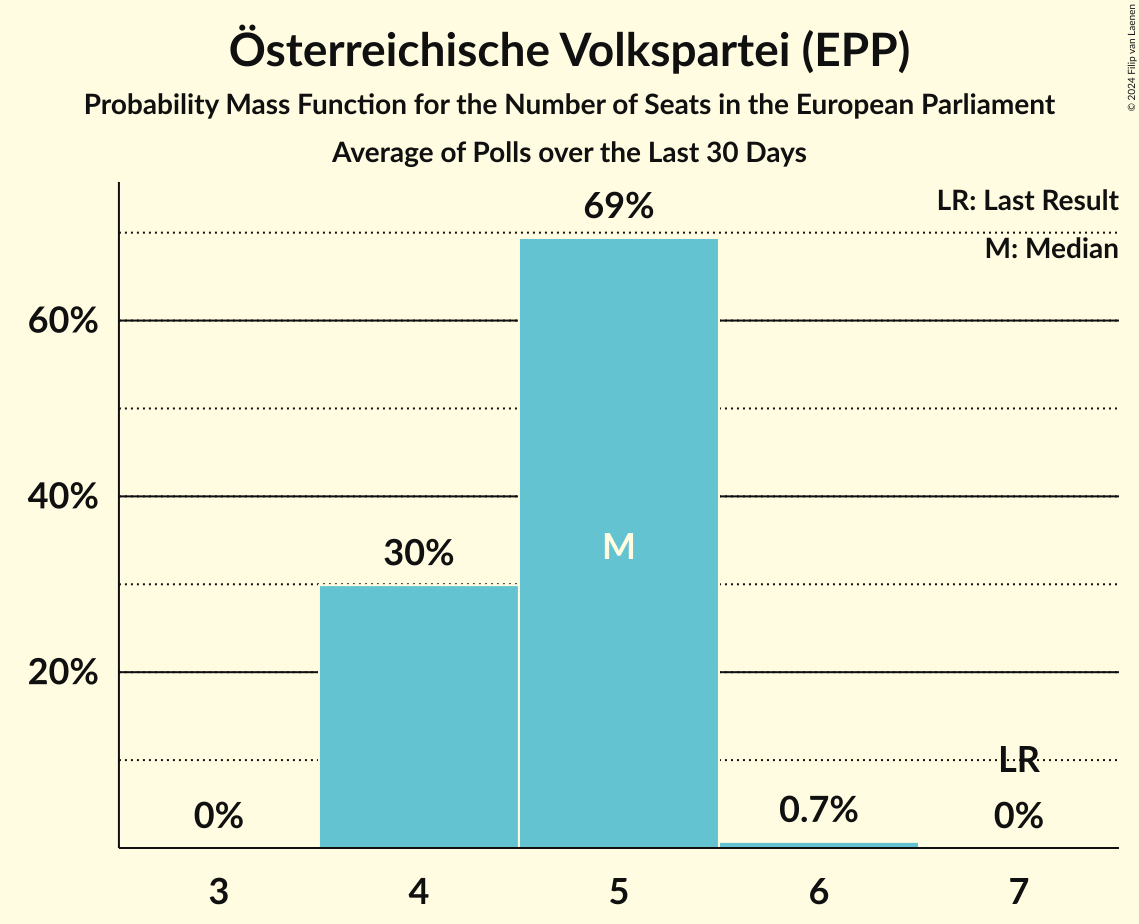 Österreichische Volkspartei (EPP)
Probability Mass Function for the Number of Seats in the European Parliament
Average of Polls over the Last 30 Days
© 2024 Filip van Laenen
LR: Last Result
M: Median
69%
60%
40%
30%
M
20%
LR
0%
0.7%
0%
3 4 5 6 7